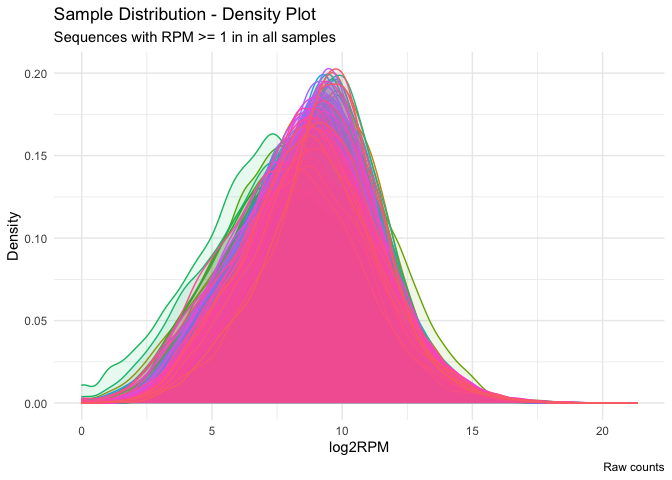 Sample Distribution - Density Plot
Sequences with RPM >= 1 in in all samples
Density
0.20
0.15
0.10
0.05
0.00
0 5 10 15 20
log2RPM
Raw counts